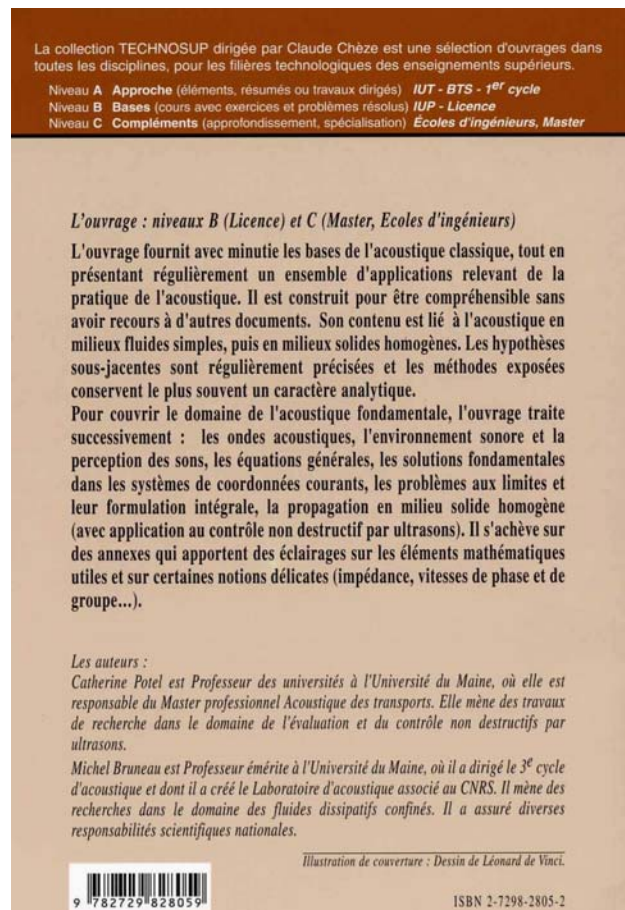 La collection TECHNOSUP dirigée par Claude Chèze est une sélection d'ouvrages dans
toutes les disciplines, pour les filières technologiques des enseignements supérieurs.
Niveau A Approche (éléments, résumés ou travaux dirigés) IUT - BTS - 1er cycle
Niveau B Bases (cours avec exercices et problèmes résolus) IUP - Licence
Niveau C Compléments (approfondissement, spécialisation) Écoles d'ingénieurs, Master
L'ouvrage : niveaux B (Licence) et C (Master, Ecoles d'ingénieurs)
L'ouvrage fournit avec minutie les bases de l'acoustique classique, tout en
présentant régulièrement un ensemble d'applications relevant de la
pratique de l'acoustique. Il est construit pour être compréhensible sans
avoir recours à d'autres documents. Son contenu est lié à l'acoustique en
milieux fluides simples, puis en milieux solides homogènes. Les hypothèses
sous-jacentes sont régulièrement précisées et les méthodes exposées
conservent le plus souvent un caractère analytique.
Pour couvrir le domaine de l'acoustique fondamentale, l'ouvrage traite
successivement : les ondes acoustiques, l'environnement sonore et la
perception des sons, les équations générales, les solutions fondamentales
dans les systèmes de coordonnées courants, les problèmes aux limites et
leur formulation intégrale, la propagation en milieu solide homogène
(avec application au contrôle non destructif par ultrasons). Il s'achève sur
des annexes qui apportent des éclairages sur les éléments mathématiques
utiles et sur certaines notions délicates (impédance, vitesses de phase et de
groupe...).
Les auteurs :
Catherine Potel est Professeur des universités à l'Université du Maine, où elle est
responsable du Master professionnel Acoustique des transports. Elle mène des travaux
de recherche dans le domaine de l'évaluation et du contrôle non destructifs par
ultrasons.
Michel Bruneau est Professeur émérite à l'Université du Maine, où il a dirigé le 3e cycle
d'acoustique et dont il a créé le Laboratoire d'acoustique associé au CNRS. Il mène des
recherches dans le domaine des fluides dissipatifs confinés. Il a assuré diverses
responsabilités scientifiques nationales.
Illustration de couverture : Dessin de Léonard de Vinci.
9 782729 828059
ISBN 2-7298-2805-2